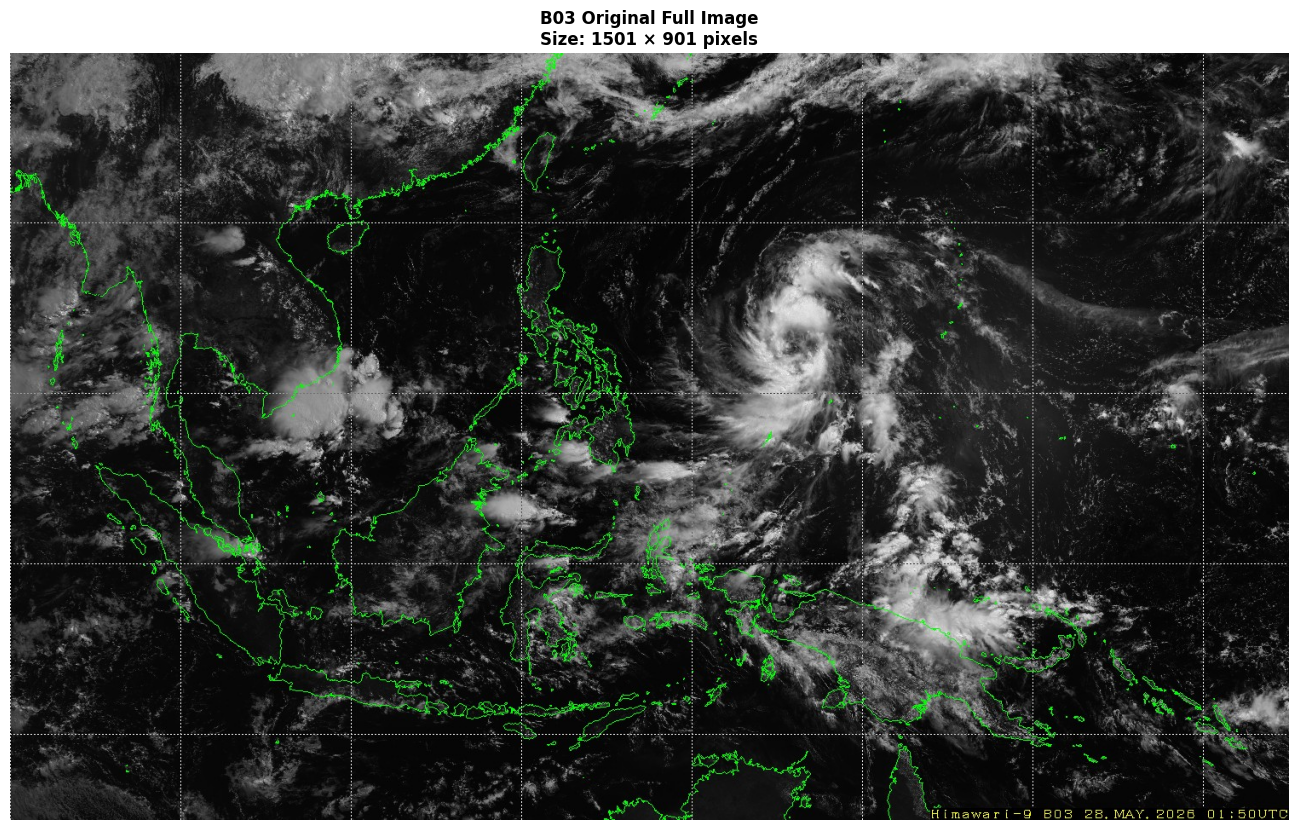 B03 Original Full Image
Size: 1501 × 901 pixels
Himawari-9 B03 28.MAY.2026 01:50UTC